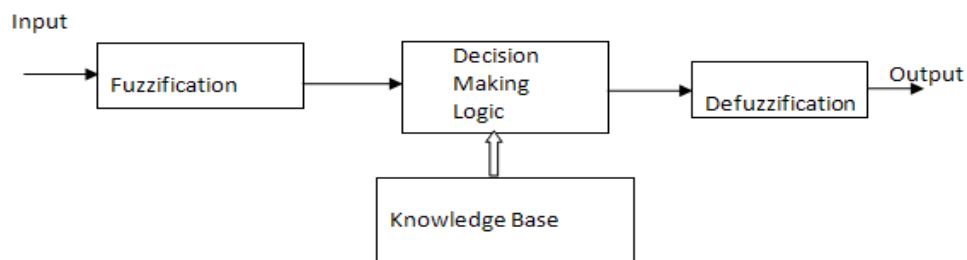 Input
Fuzzification
Decision
Making
Logic
Defuzzification
Output
Knowledge Base